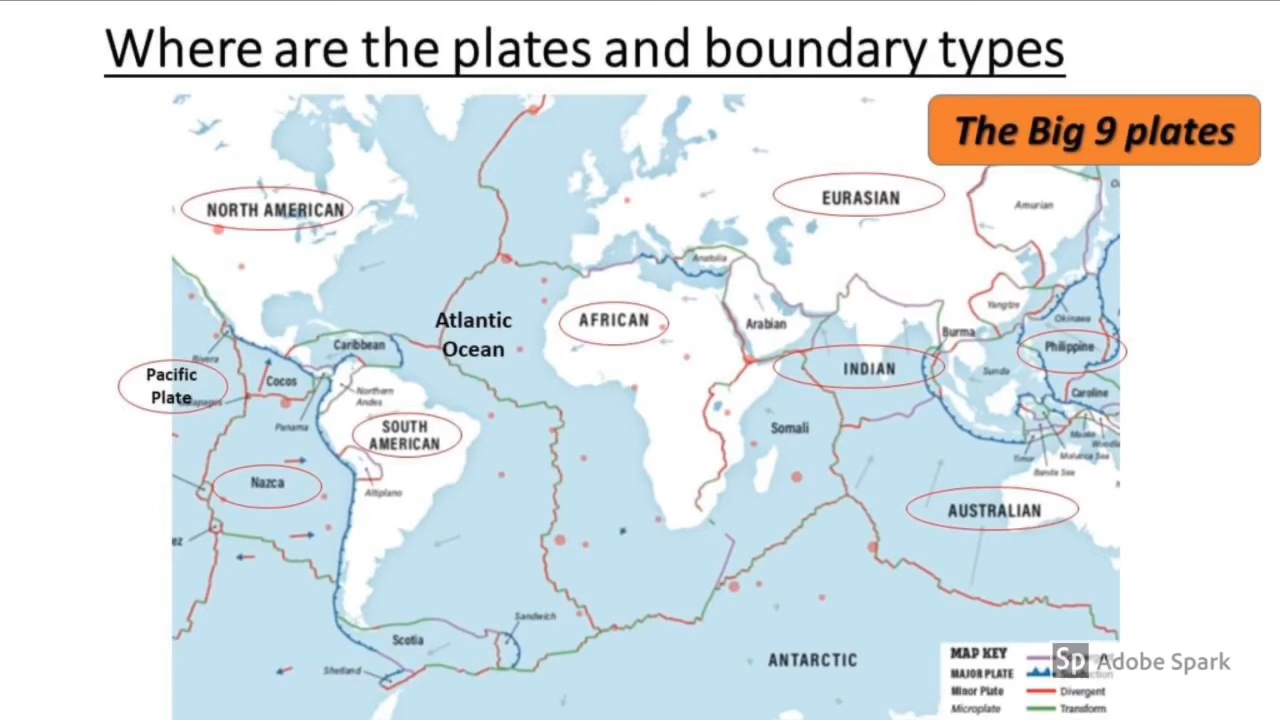 Where are the plates and boundary types
The Big 9 plates
NORTH AMERICAN
EURASIAN
Amurian
Anatolia
Yangtze
Okinawa
AFRICAN
Arabian
Atlantic
Ocean
Burma
Philippine
Caribbean
Rivera
INDIAN
Sunda
Pacific
Plate
Cocos
Northern
Andes
Caroline
Panama
SOUTH
AMERICAN
Somali
Timor
Banda Sea
Molucca Sea
Nazca
Altiplano
AUSTRALIAN
ez
Sandwich
Scotia
Shetland
ANTARCTIC
MAP KEY
MAJOR PLATE
Minor Plate
Divergent
Microplate
Transform
Sp Adobe Spark